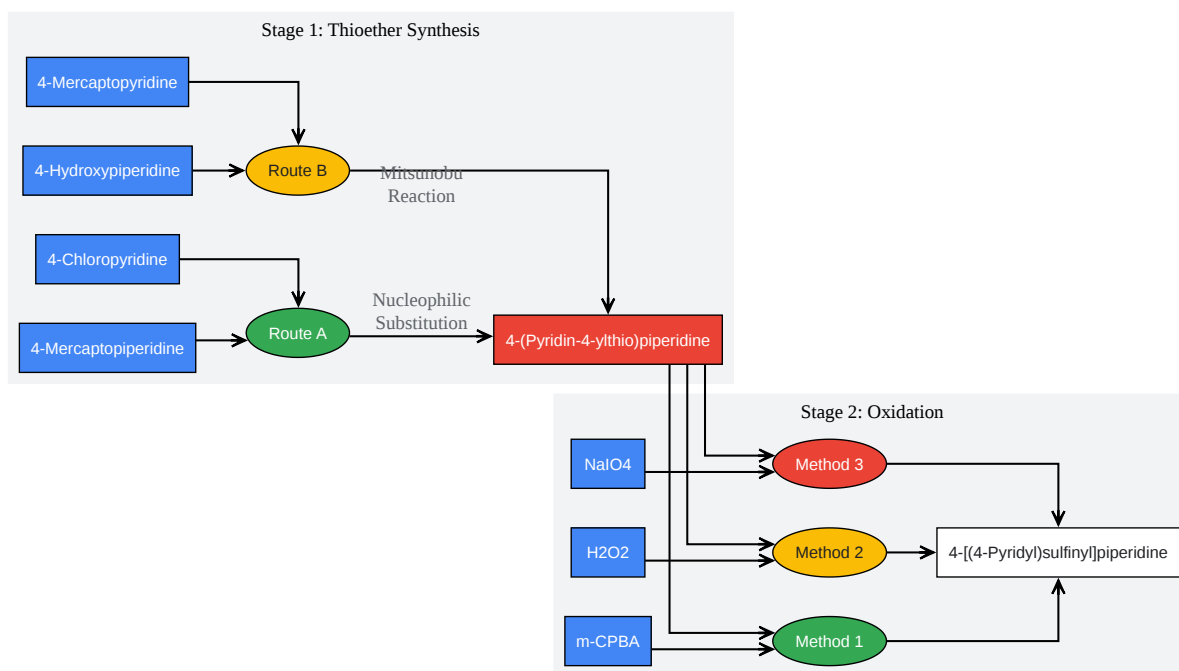 Stage 1: Thioether Synthesis
4-Mercaptopyridine
4-Hydroxypiperidine
Route B
Mitsunobu
Reaction
4-Chloropyridine
4-Mercaptopiperidine
Route A
Nucleophilic
Substitution
4-(Pyridin-4-ylthio)piperidine
Stage 2: Oxidation
NaIO4
Method 3
H2O2
Method 2
4-[(4-Pyridyl)sulfinyl]piperidine
m-CPBA
Method 1